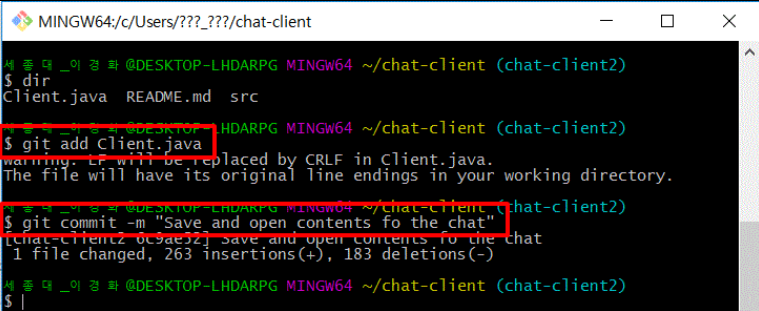 MINGW64:/c/Users/???_???/chat-client
세종대_이경화@DESKTOP-LHDARPG MINGW64 ~/chat-client (chat-client2)
$ dir
Client.java  README.md  src
세종대_이경화@DESKTOP-LHDARPG MINGW64 ~/chat-client (chat-client2)
$ git add Client.java
warning: LF will be replaced by CRLF in Client.java.
The file will have its original line endings in your working directory.
세종대_이경화@DESKTOP-LHDARPG MINGW64 ~/chat-client (chat-client2)
$ git commit -m "Save and open contents fo the chat"
[chat-client2 6c9ae32] Save and open contents fo the chat
1 file changed, 263 insertions(+), 183 deletions(-)
세종대_이경화@DESKTOP-LHDARPG MINGW64 ~/chat-client (chat-client2)
$